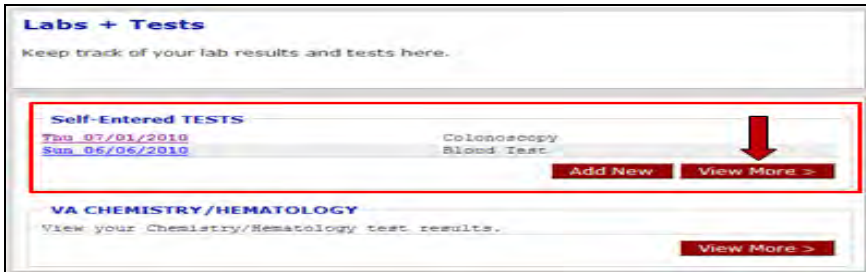 Labs + Tests
Keep track of your lab results and tests here.
Self-Entered TESTS
Thu 07/01/2010 Colonoscopy
Sun 06/06/2010 Blood Test
Add New View More >
VA CHEMISTRY/HEMATOLOGY
View your Chemistry/Hematology test results.
View More >